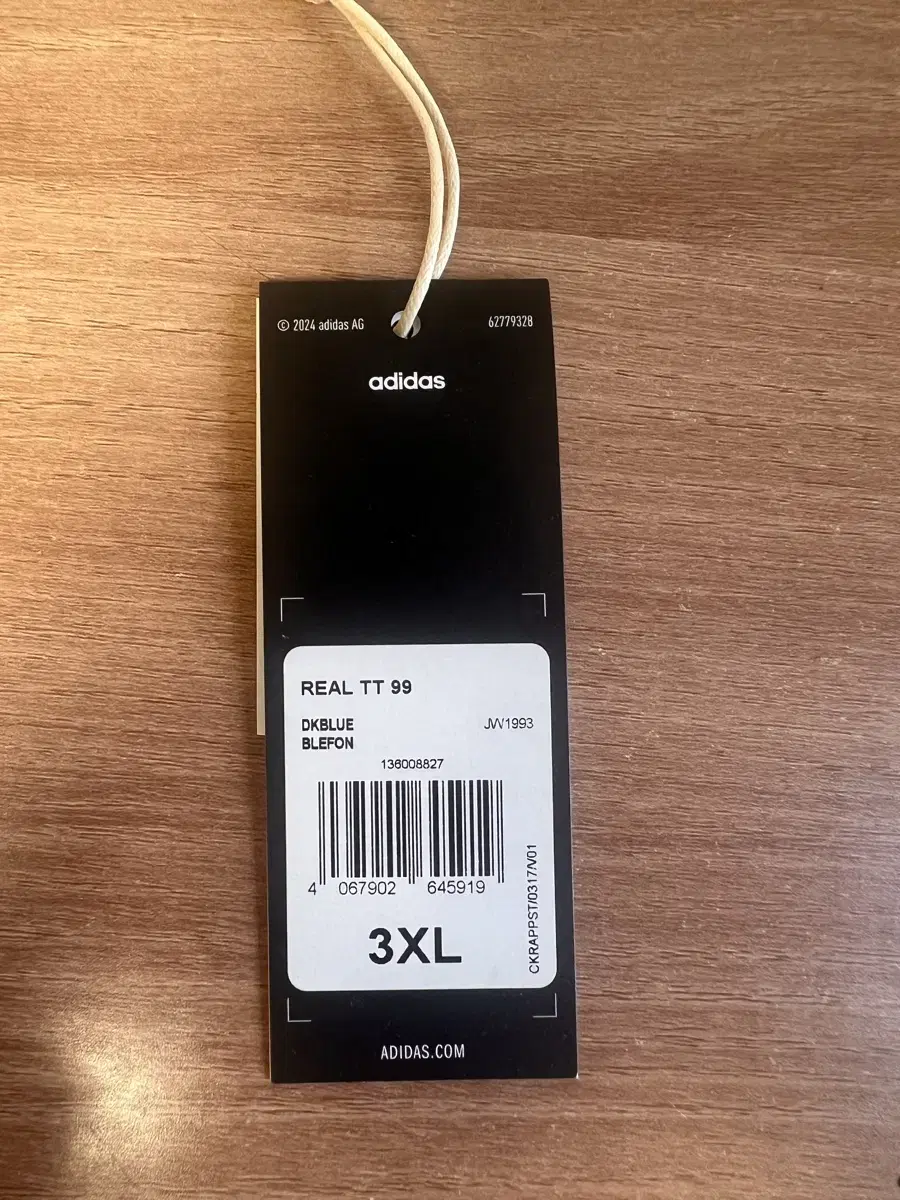 © 2024 adidas AG
62779328
adidas
REAL TT 99
DKBLUE
JW1993
BLEFON
136008827
4 067902 645919
3XL
CKRAPPST/0317/V01
ADIDAS.COM